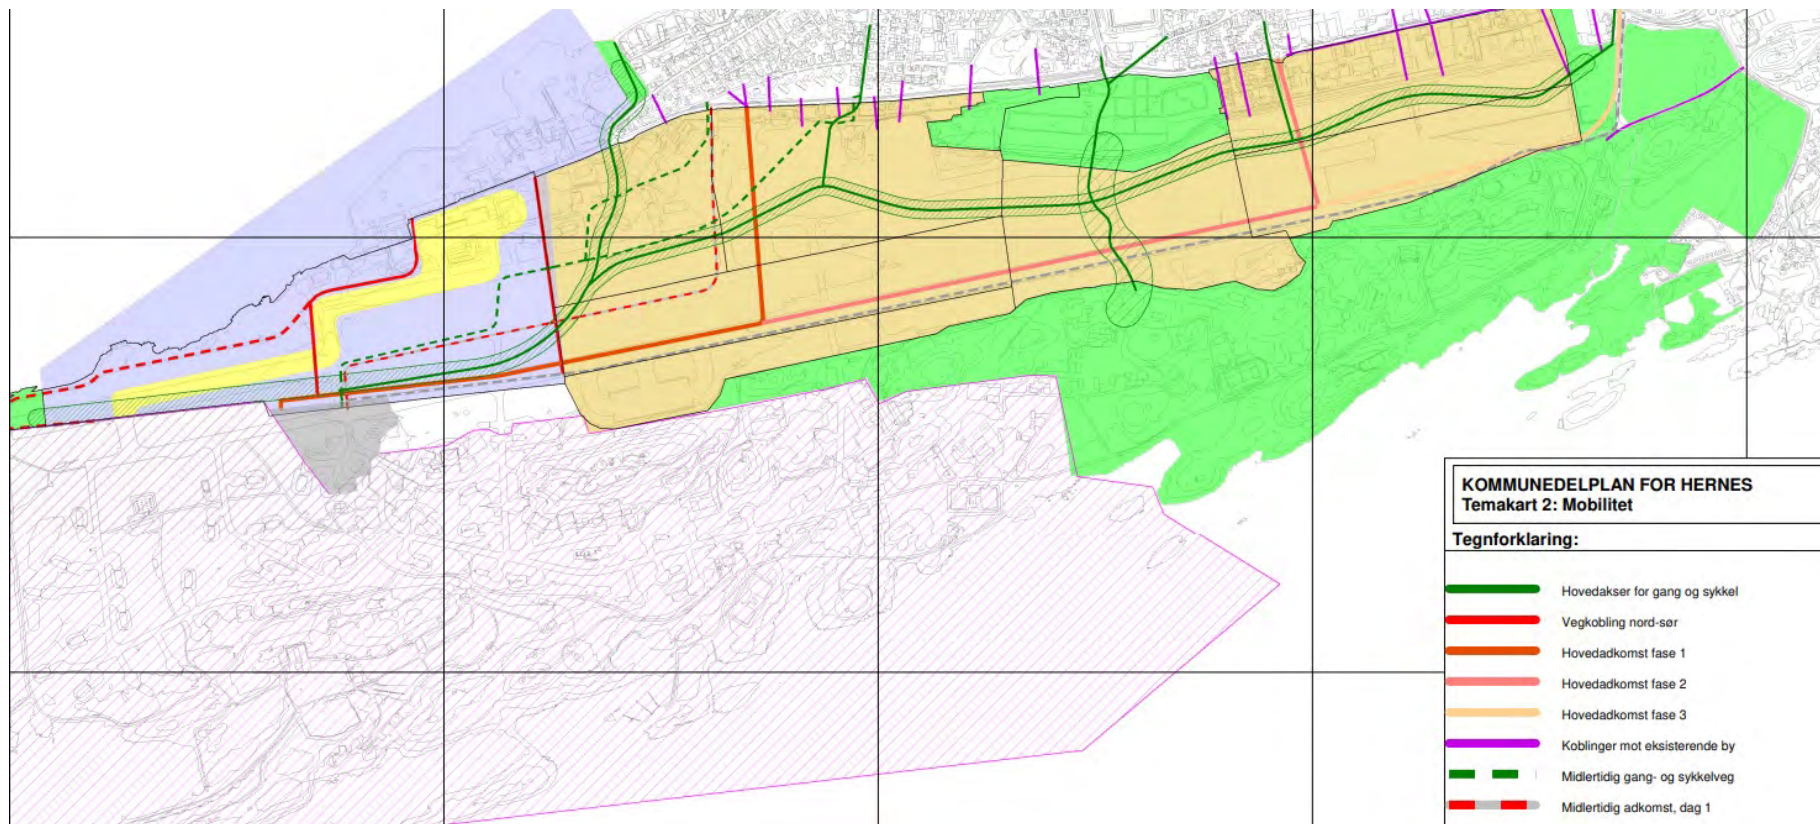 KOMMUNEDELPLAN FOR HERNES
Temakart 2: Mobilitet
Tegnforklaring:
Hovedakser for gang og sykkel
Vegkobling nord-sør
Hovedadkomst fase 1
Hovedadkomst fase 2
Hovedadkomst fase 3
Koblinger mot eksisterende by
Midlertidig gang- og sykkelveg
Midlertidig adkomst, dag 1